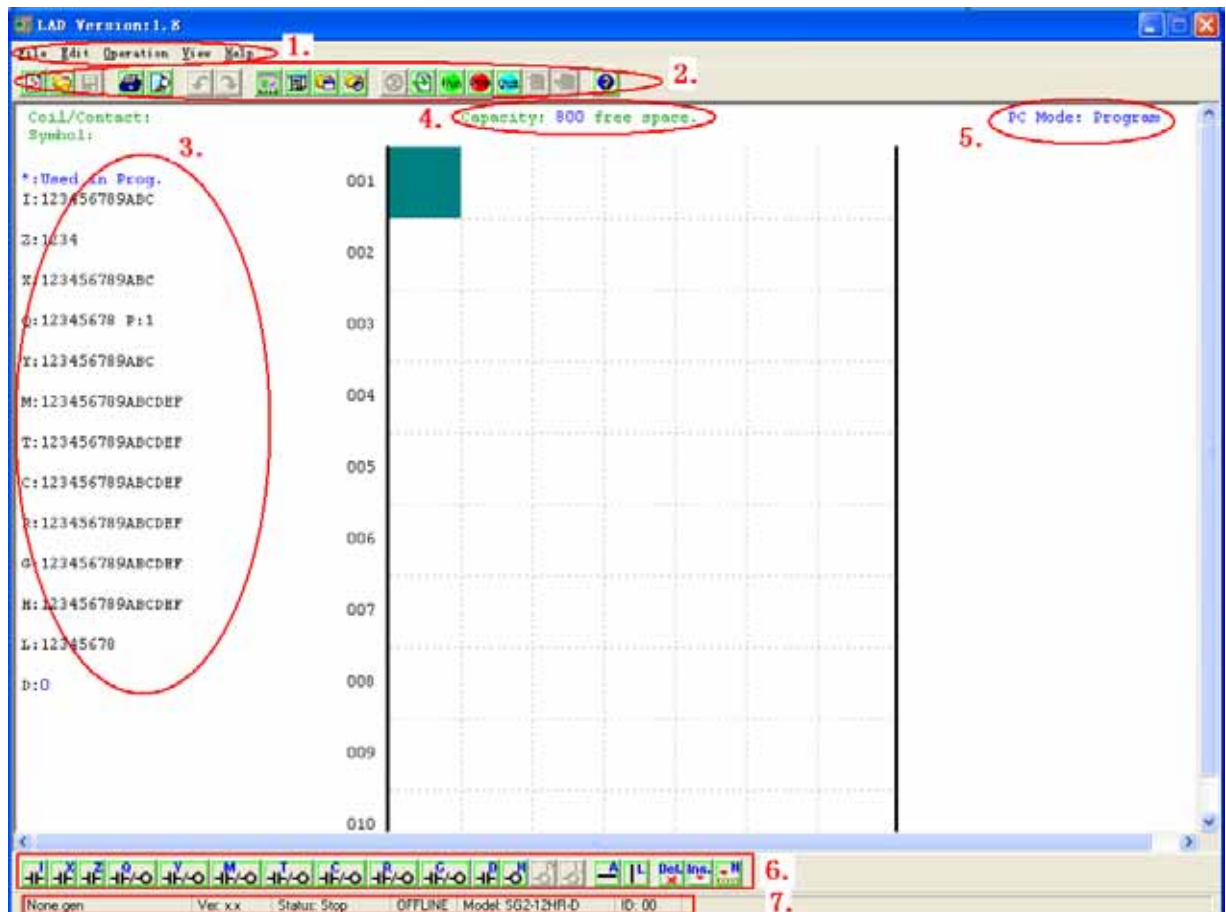 LAD Version:1.8
File Edit Operation View Help 1.
2.
Coil/Contact:
Symbol:
4. Capacity: 800 free space.
5. PC Mode: Program
3.
*:Used in Prog.
I:123456789ABC
Z:1234
X:123456789ABC
Q:12345678 P:1
Y:123456789ABC
M:123456789ABCDEF
T:123456789ABCDEF
C:123456789ABCDEF
R:123456789ABCDEF
G:123456789ABCDEF
H:123456789ABCDEF
L:12345678
D:0
001
002
003
004
005
006
007
008
009
010
I X Z Q Y M T C R G D H A L Del. Ins. N 6.
None.gen Ver: x.x Status: Stop OFFLINE Model: SG2-12HR-D ID: 00 7.